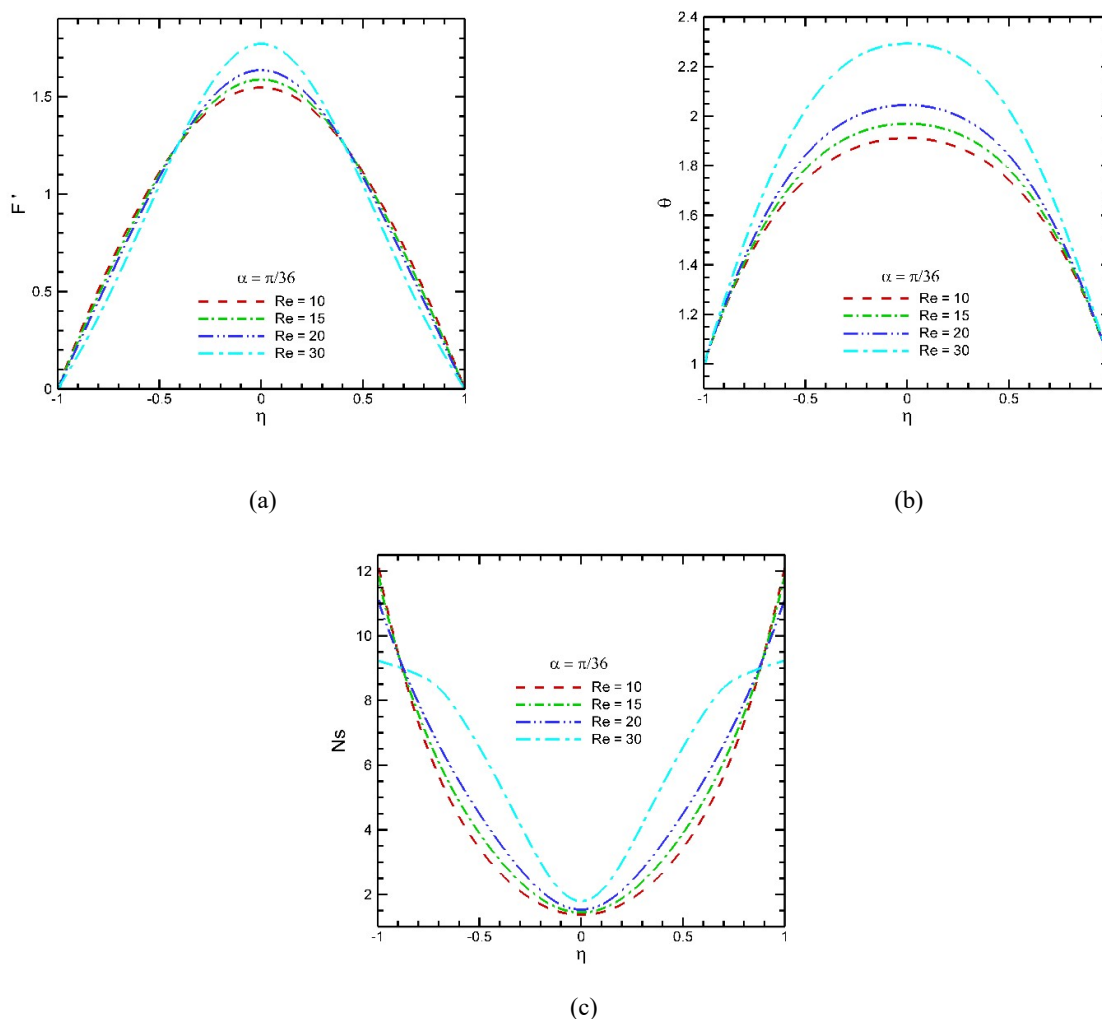 F'
1.5
1
0.5
0
α = π/36
Re = 10
Re = 15
Re = 20
Re = 30
-1 -0.5 0 0.5 1
η
(a)
θ
2.4
2.2
2
1.8
1.6
1.4
1.2
1
α = π/36
Re = 10
Re = 15
Re = 20
Re = 30
-1 -0.5 0 0.5
η
(b)
Ns
12
10
8
6
4
2
α = π/36
Re = 10
Re = 15
Re = 20
Re = 30
-1 -0.5 0 0.5 1
η
(c)